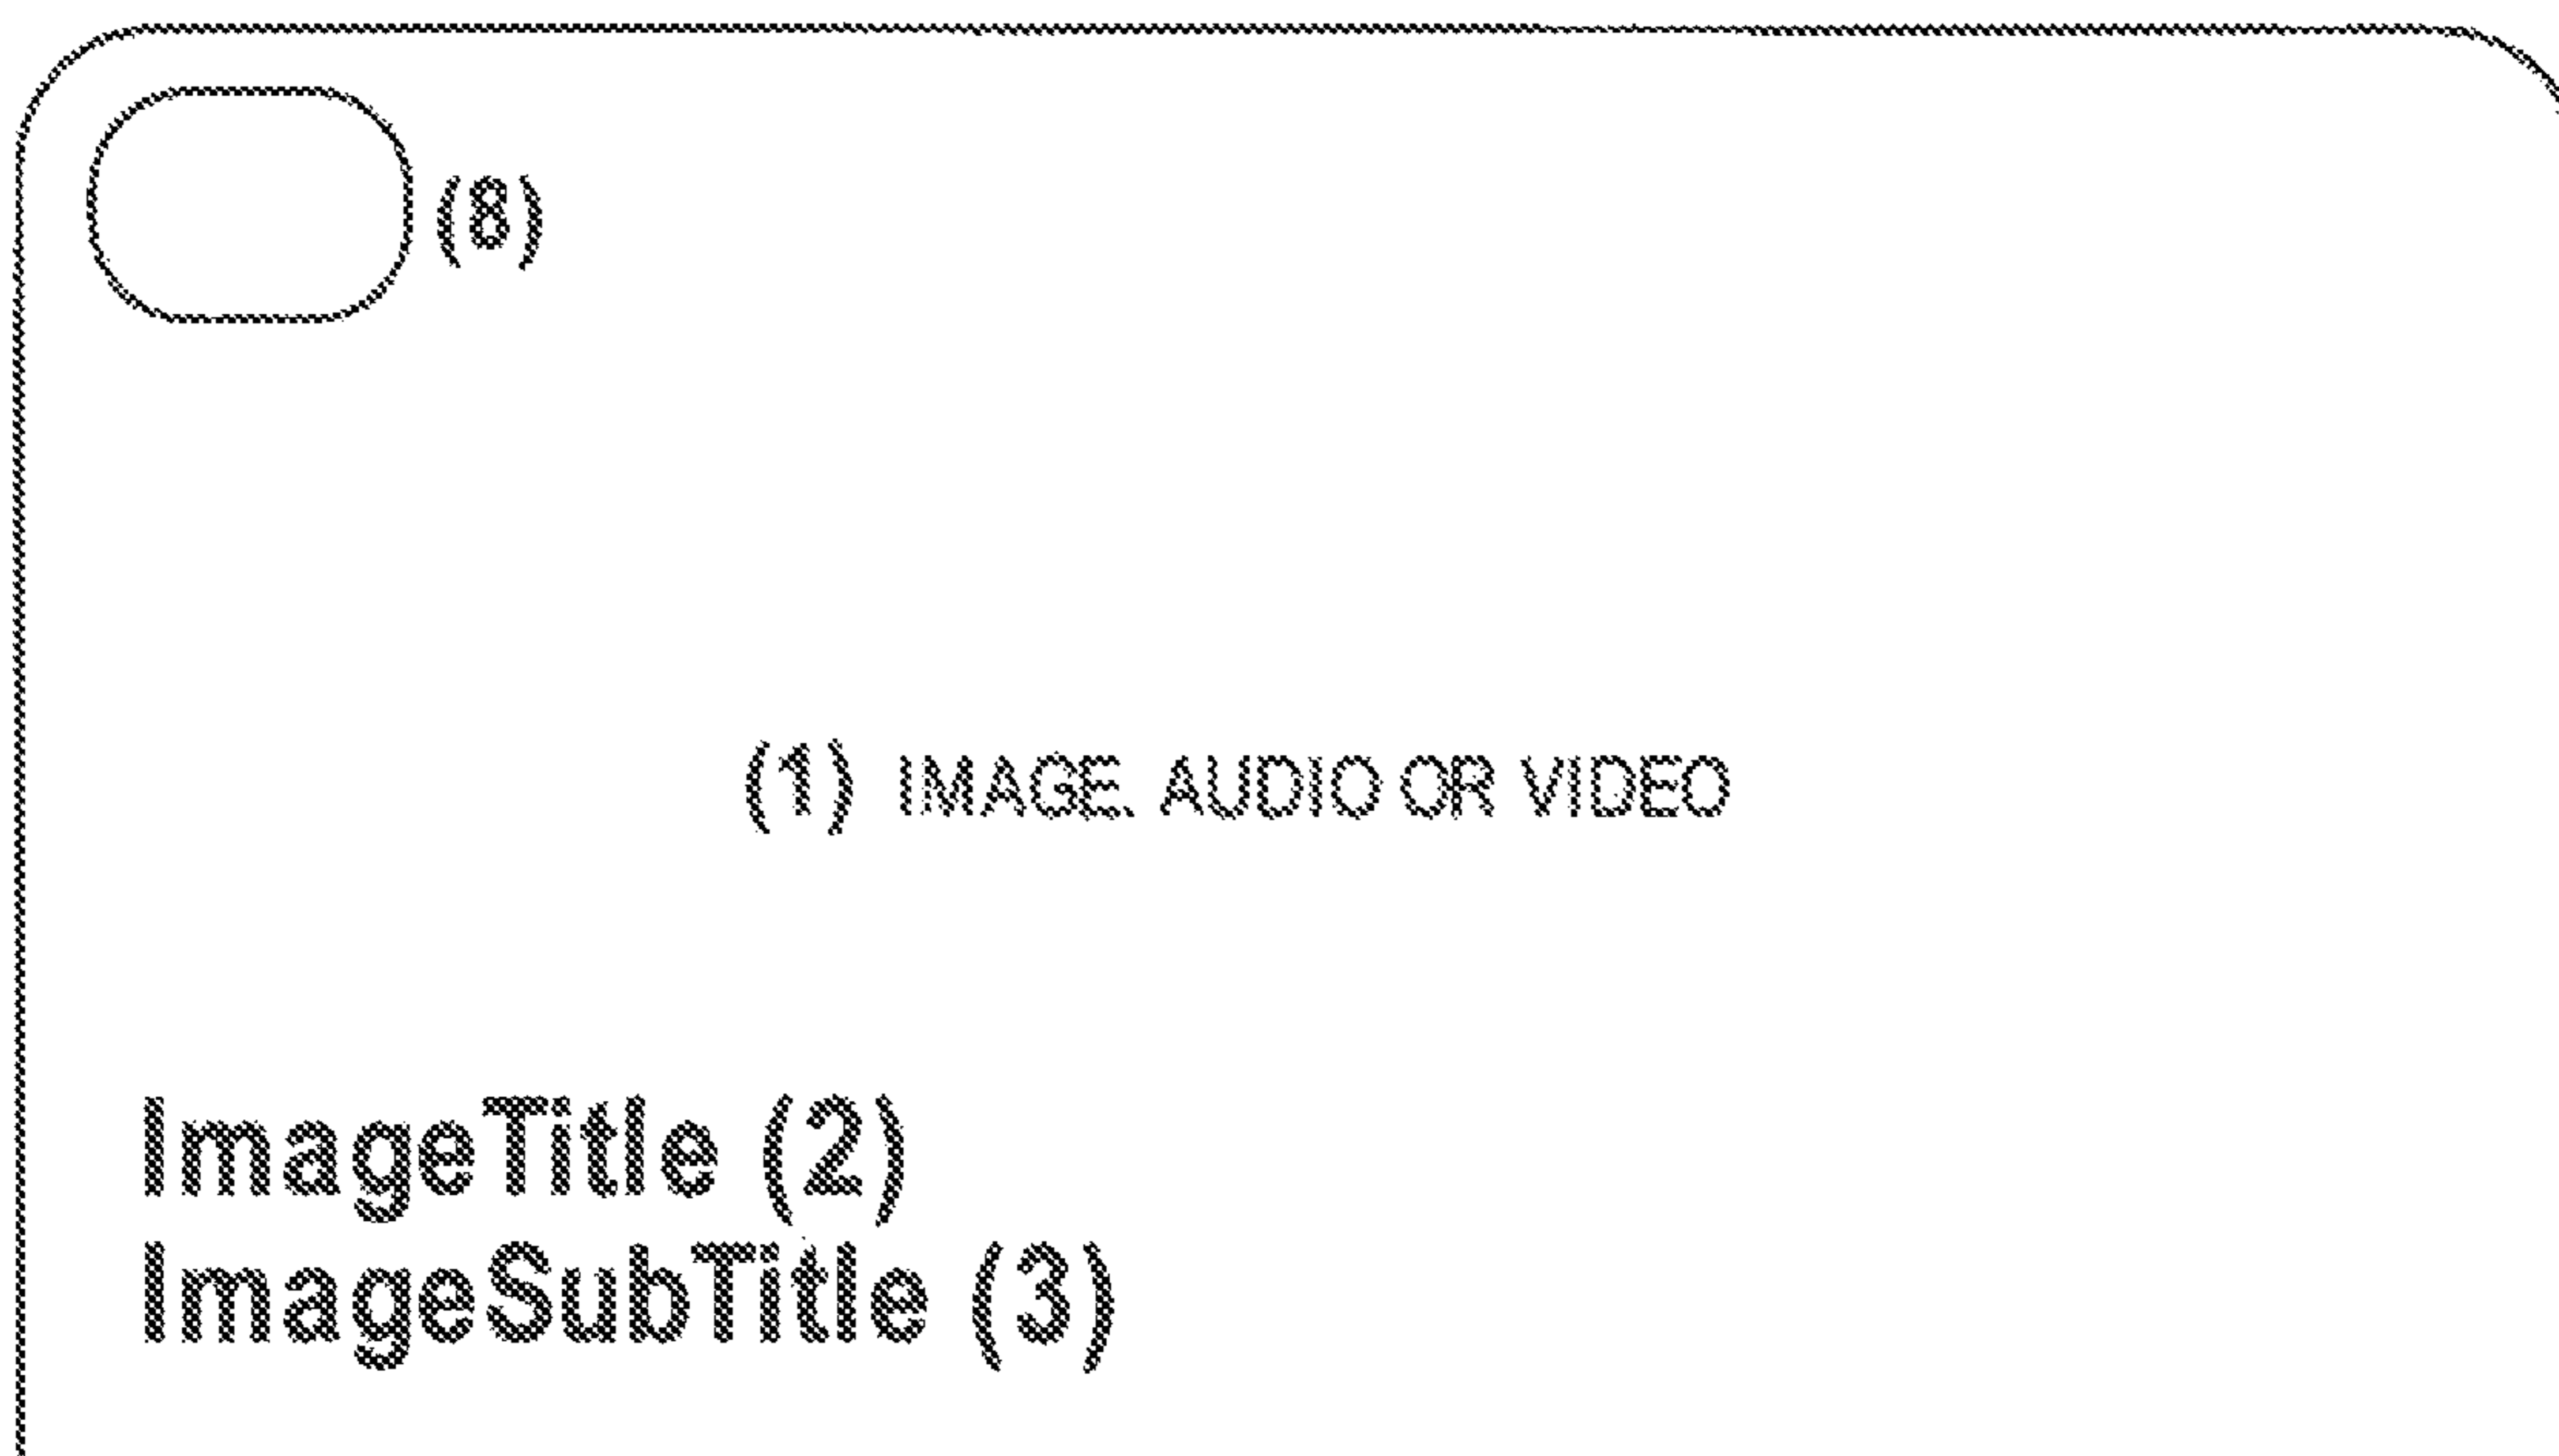 (8)
(1) IMAGE. AUDIO OR VIDEO
ImageTitle (2)
ImageSubTitle (3)